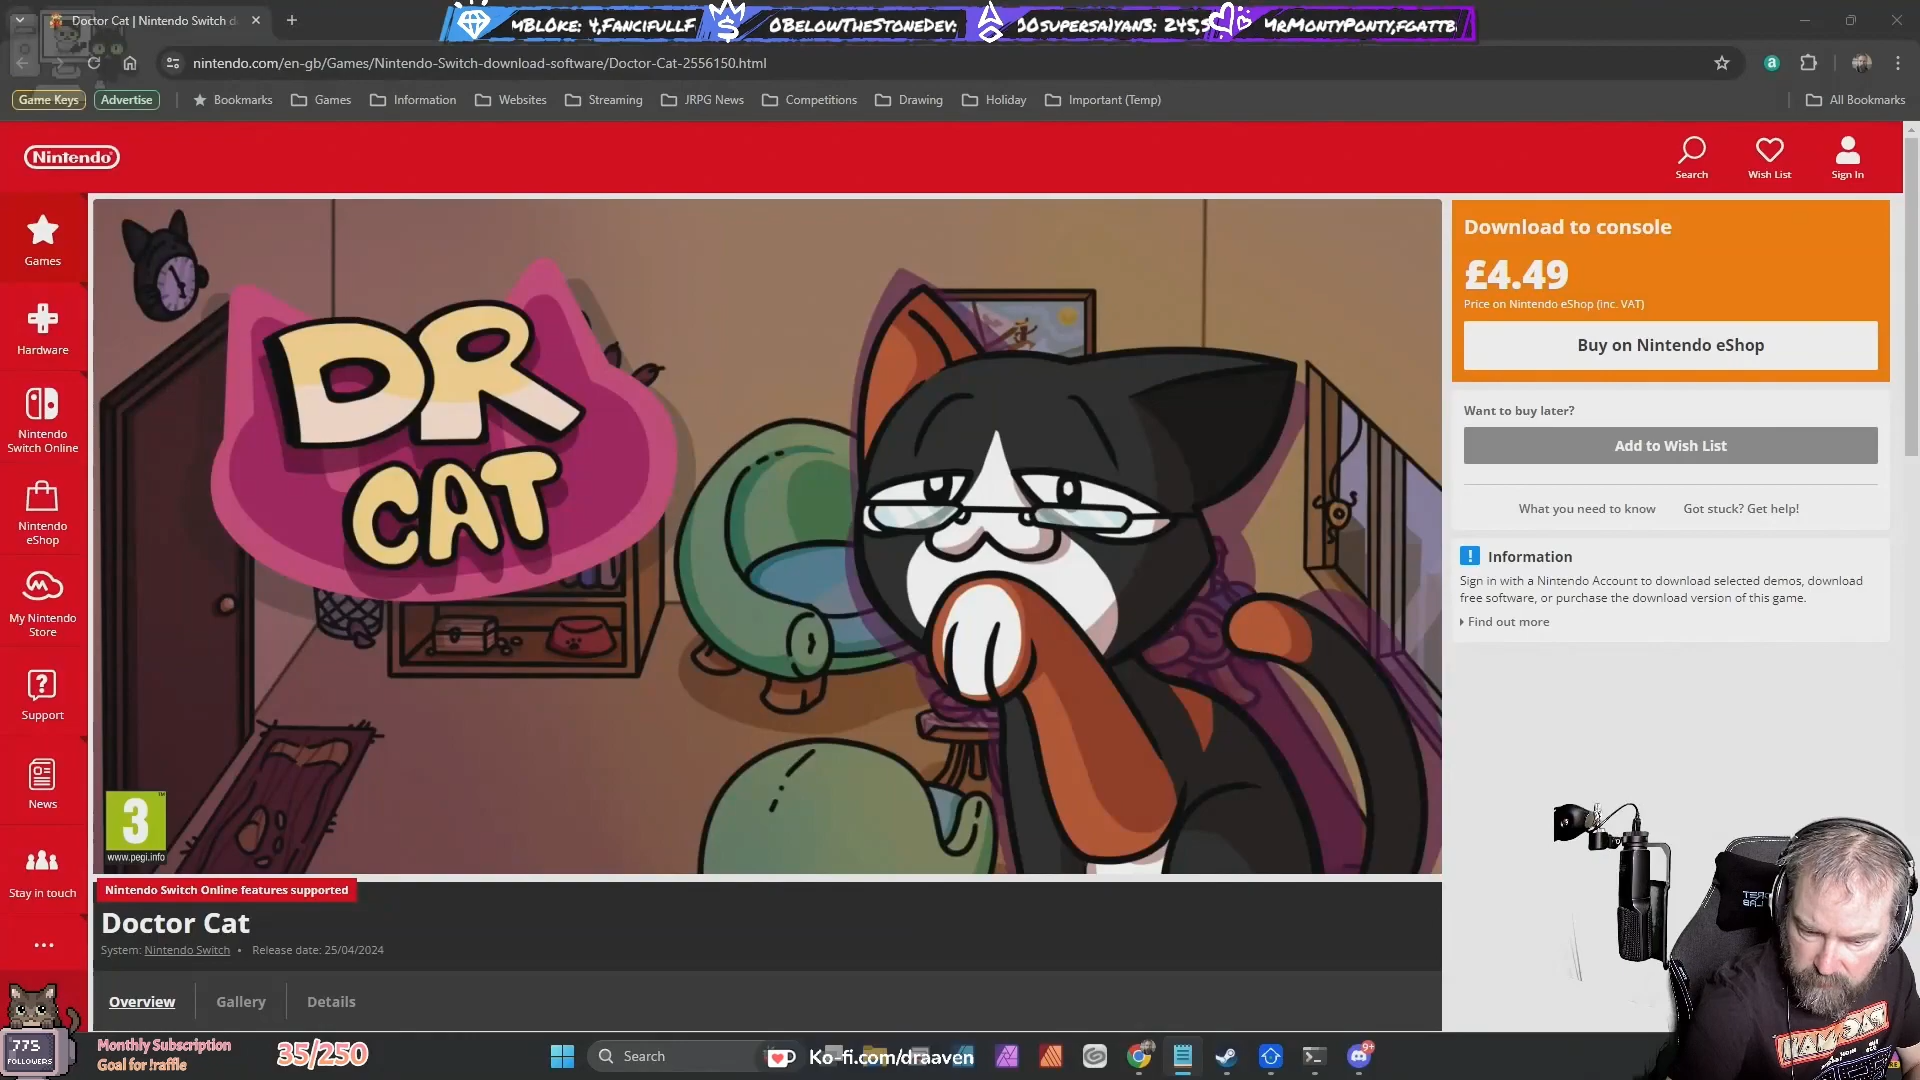 Doctor Cat | Nintendo Switch d
mBLOKE: 4,FANCIFULLF
0BELOWTHESTONEDEV:
0SUPERSAIYAN3: 245,5
4RMONTYPONTY,FGATTB
nintendo.com/en-gb/Games/Nintendo-Switch-download-software/Doctor-Cat-2556150.html
Game Keys
Advertise
Bookmarks
Games
Information
Websites
Streaming
JRPG News
Competitions
Drawing
Holiday
Important (Temp)
All Bookmarks
Nintendo
Search
Wish List
Sign In
Games
Hardware
Nintendo
Switch Online
Nintendo
eShop
My Nintendo
Store
Support
News
Stay in touch
DR
CAT
3
www.pegi.info
Download to console
£4.49
Price on Nintendo eShop (inc. VAT)
Buy on Nintendo eShop
Want to buy later?
Add to Wish List
What you need to know
Got stuck? Get help!
Information
Sign in with a Nintendo Account to download selected demos, download
free software, or purchase the download version of this game.
Find out more
Nintendo Switch Online features supported
Doctor Cat
System: Nintendo Switch • Release date: 25/04/2024
Overview
Gallery
Details
775
FOLLOWERS
Monthly Subscription
Goal for !raffle
35/250
Search
Ko-fi.com/draaven
9+